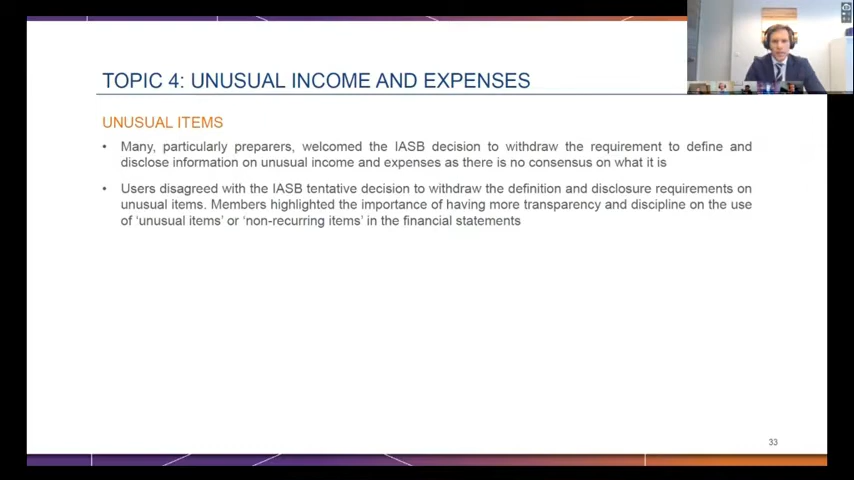 TOPIC 4: UNUSUAL INCOME AND EXPENSES
UNUSUAL ITEMS
• Many, particularly preparers, welcomed the IASB decision to withdraw the requirement to define and
disclose information on unusual income and expenses as there is no consensus on what it is
• Users disagreed with the IASB tentative decision to withdraw the definition and disclosure requirements on
unusual items. Members highlighted the importance of having more transparency and discipline on the use
of 'unusual items' or 'non-recurring items' in the financial statements
33